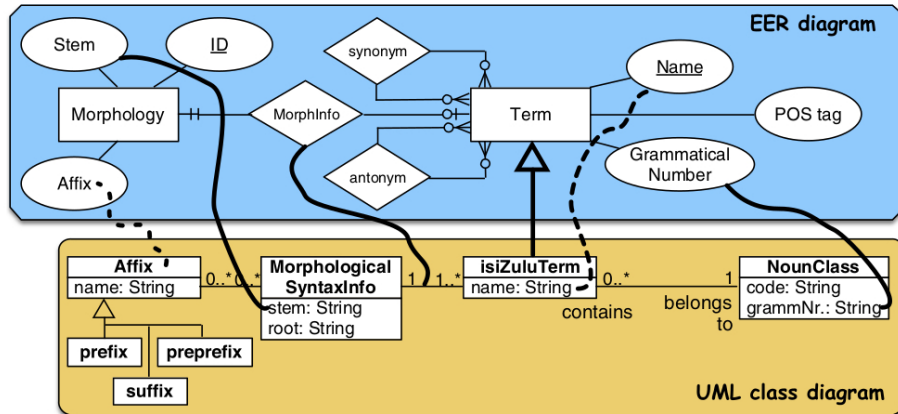 EER diagram
Stem
ID
synonym
Name
Morphology
MorphInfo
Term
POS tag
Affix
antonym
Grammatical
Number
Affix
name: String
0..*
0..*
Morphological
SyntaxInfo
stem: String
root: String
1
1..*
isiZuluTerm
name: String
0..*
contains
1
belongs
to
NounClass
code: String
grammNr.: String
prefix
preprefix
suffix
UML class diagram